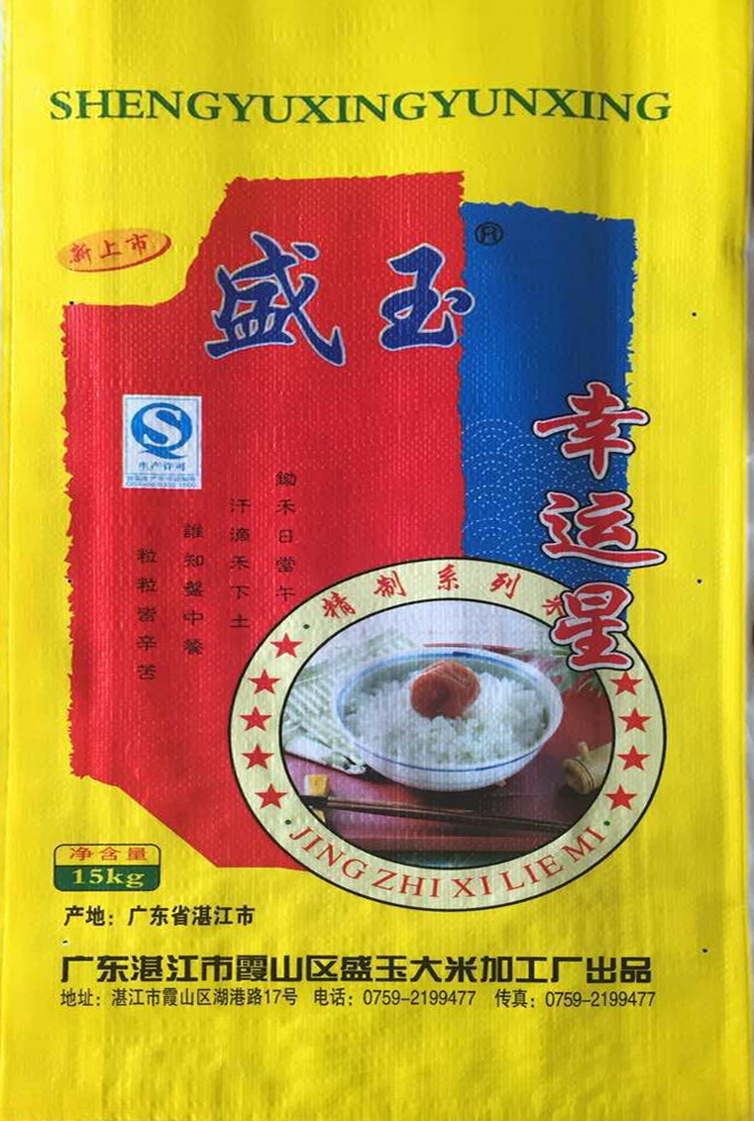 SHENGYUXINGYUNXING
新上市
盛玉
®
幸运星
生产许可
鋤禾日當午
汗滴禾下土
誰知盤中餐
粒粒皆辛苦
精制系列米
JING ZHI XI LIE MI
净含量
15kg
产地：广东省湛江市
广东湛江市霞山区盛玉大米加工厂出品
地址：湛江市霞山区湖港路17号 电话：0759-2199477 传真：0759-2199477